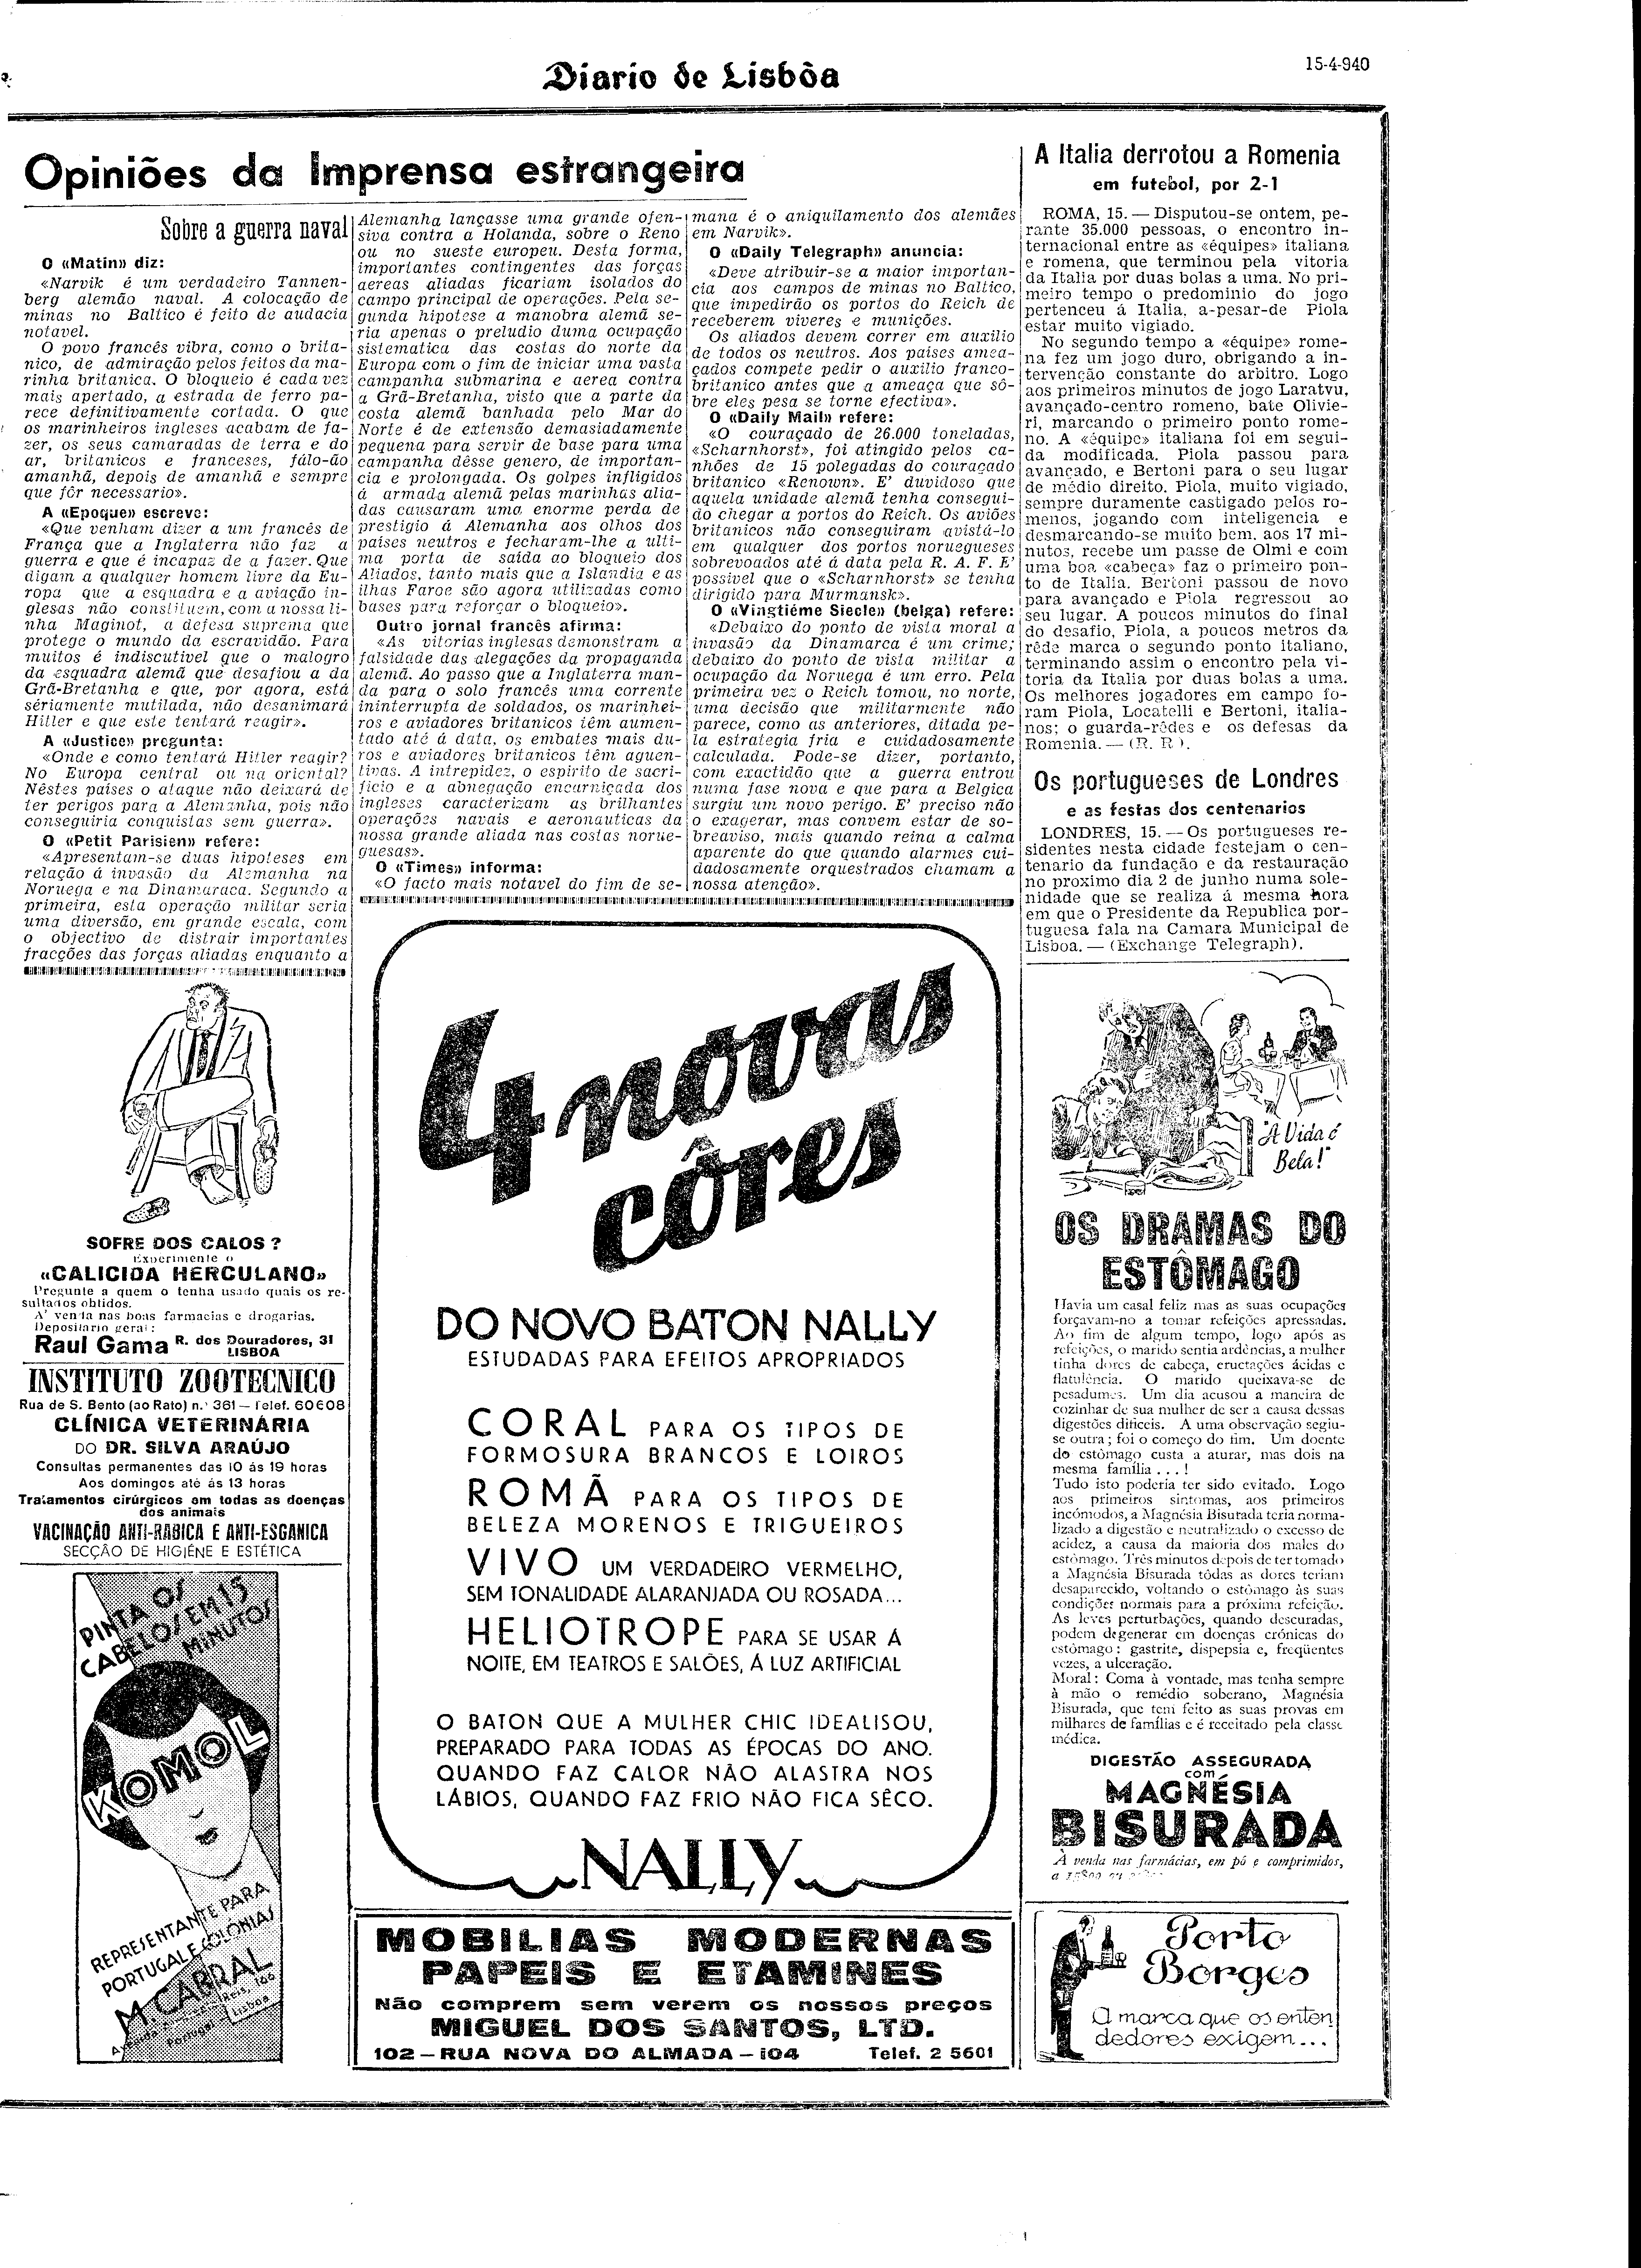 Diario de Lisbôa
15-4-940
Opiniões da Imprensa estrangeira
Sobre a guerra naval
O «Matin» diz:
«Narvik é um verdadeiro Tannen-
berg alemão naval. A colocação de
minas no Baltico é feito de audacia
notavel.
O povo francês vibra, como o brita-
nico, de admiração pelos feitos da ma-
rinha britanica. O bloqueio é cada vez
mais apertado, a estrada de ferro pa-
rece definitivamente cortada. O que
os marinheiros ingleses acabam de fa-
zer, os seus camaradas de terra e do
ar, britanicos e franceses, fálo-ão
amanhã, depois de amanhã e sempre
que fôr necessario».
A «Epoque» escreve:
«Que venham dizer a um francês de
França que a Inglaterra não faz a
guerra e que é incapaz de a fazer. Que
digam a qualquer homem livre da Eu-
ropa que a esquadra e a aviação in-
glesas não constituem, com a nossa li-
nha Maginot, a defesa suprema que
protege o mundo da escravidão. Para
muitos é indiscutivel que o malogro
da esquadra alemã que desafiou a da
Grã-Bretanha e que, por agora, está
sériamente mutilada, não desanimará
Hitler e que este tentará reagir».
A «Justice» pregunta:
«Onde e como tentará Hitler reagir?
No Europa central ou na oriental?
Néstes países o ataque não deixará de
ter perigos para a Alemanha, pois não
conseguiria conquistas sem guerra».
O «Petit Parisien» refere:
«Apresentam-se duas hipoteses em
relação á invasão da Alemanha na
Noruega e na Dinamaraca. Segundo a
primeira, esta operação militar seria
uma diversão, em grande escala, com
o objectivo de distrair importantes
fracções das forças aliadas enquanto a
Alemanha lançasse uma grande ofen-
siva contra a Holanda, sobre o Reno
ou no sueste europeu. Desta forma,
importantes contingentes das forças
aereas aliadas ficariam isolados do
campo principal de operações. Pela se-
gunda hipotese a manobra alemã se-
ria apenas o preludio duma ocupação
sistematica das costas do norte da
Europa com o fim de iniciar uma vasta
campanha submarina e aerea contra
a Grã-Bretanha, visto que a parte da
costa alemã banhada pelo Mar do
Norte é de extensão demasiadamente
pequena para servir de base para uma
campanha dêsse genero, de importan-
cia e prolongada. Os golpes infligidos
á armada alemã pelas marinhas alia-
das causaram uma enorme perda de
prestigio á Alemanha aos olhos dos
países neutros e fecharam-lhe a ulti-
ma porta de saída ao bloqueio dos
Aliados, tanto mais que a Islandia e as
ilhas Faroe são agora utilizadas como
bases para reforçar o bloqueio».
Outro jornal francês afirma:
«As vitorias inglesas demonstram a
falsidade das alegações da propaganda
alemã. Ao passo que a Inglaterra man-
da para o solo francês uma corrente
ininterrupta de soldados, os marinhei-
ros e aviadores britanicos têm aumen-
tado até á data, os embates mais du-
ros e aviadores britanicos têm aguen-
tivas. A intrepidez, o espirito de sacri-
ficio e a abnegação encarniçada dos
ingleses caracterizam as brilhantes
operações navais e aeronauticas da
nossa grande aliada nas costas norue-
guesas».
O «Times» informa:
«O facto mais notavel do fim de se-
mana é o aniquilamento dos alemães
em Narvik».
O «Daily Telegraph» anuncia:
«Deve atribuir-se a maior importan-
cia aos campos de minas no Baltico,
que impedirão os portos do Reich de
receberem viveres e munições.
Os aliados devem correr em auxilio
de todos os neutros. Aos países amea-
çados compete pedir o auxilio franco-
britanico antes que a ameaça que sô-
bre eles pesa se torne efectiva».
O «Daily Mail» refere:
«O couraçado de 26.000 toneladas,
«Scharnhorst», foi atingido pelos ca-
nhões de 15 polegadas do couraçado
britanico «Renown». E' duvidoso que
aquela unidade alemã tenha consegui-
do chegar a portos do Reich. Os aviões
britanicos não conseguiram avistá-lo
em qualquer dos portos noruegueses
sobrevoados até á data pela R. A. F. E'
possivel que o «Scharnhorst» se tenha
dirigido para Murmansk».
O «Vingtiéme Siecle» (belga) refere:
«Debaixo do ponto de vista moral a
invasão da Dinamarca é um crime;
debaixo do ponto de vista militar a
ocupação da Noruega é um erro. Pela
primeira vez o Reich tomou, no norte,
uma decisão que militarmente não
parece, como as anteriores, ditada pe-
la estrategia fria e cuidadosamente
calculada. Pode-se dizer, portanto,
com exactidão que a guerra entrou
numa fase nova e que para a Belgica
surgiu um novo perigo. E' preciso não
o exagerar, mas convem estar de so-
breaviso, mais quando reina a calma
aparente do que quando alarmes cui-
dadosamente orquestrados chamam a
nossa atenção».
A Italia derrotou a Romenia
em futebol, por 2-1
ROMA, 15. — Disputou-se ontem, pe-
rante 35.000 pessoas, o encontro in-
ternacional entre as «équipes» italiana
e romena, que terminou pela vitoria
da Italia por duas bolas a uma. No pri-
meiro tempo o predominio do jogo
pertenceu á Italia, a-pesar-de Piola
estar muito vigiado.
No segundo tempo a «équipe» rome-
na fez um jogo duro, obrigando a in-
tervenção constante do arbitro. Logo
aos primeiros minutos de jogo Laratvu,
avançado-centro romeno, bate Olivie-
ri, marcando o primeiro ponto rome-
no. A «équipe» italiana foi em segui-
da modificada. Piola passou para
avançado, e Bertoni para o seu lugar
de médio direito. Piola, muito vigiado,
sempre duramente castigado pelos ro-
menos, jogando com inteligencia e
desmarcando-se muito bem, aos 17 mi-
nutos, recebe um passe de Olmi e com
uma boa «cabeça» faz o primeiro pon-
to de Italia. Bertoni passou de novo
para avançado e Piola regressou ao
seu lugar. A poucos minutos do final
do desafio, Piola, a poucos metros da
rêde marca o segundo ponto italiano,
terminando assim o encontro pela vi-
toria da Italia por duas bolas a uma.
Os melhores jogadores em campo fo-
ram Piola, Locatelli e Bertoni, italia-
nos; o guarda-rêdes e os defesas da
Romenia. — (R. R ).
Os portugueses de Londres
e as festas dos centenarios
LONDRES, 15. — Os portugueses re-
sidentes nesta cidade festejam o cen-
tenario da fundação e da restauração
no proximo dia 2 de junho numa sole-
nidade que se realiza á mesma hora
em que o Presidente da Republica por-
tuguesa fala na Camara Municipal de
Lisboa. — (Exchange Telegraph).
SOFRE DOS CALOS ?
Experimente o
«CALICIDA HERCULANO»
Pregunte a quem o tenha usado quais os re-
sultados obtidos.
A' venda nas boas farmacias e drogarias.
Depositario geral:
Raul Gama R. dos Douradores, 31
LISBOA
INSTITUTO ZOOTECNICO
Rua de S. Bento (ao Rato) n.º 361 — Telef. 60608
CLÍNICA VETERINÁRIA
DO DR. SILVA ARAÚJO
Consultas permanentes das 10 ás 19 horas
Aos domingos até ás 13 horas
Tratamentos cirúrgicos em todas as doenças
dos animais
VACINAÇÃO ANTI-RÁBICA E ANTI-ESGANICA
SECÇÃO DE HIGIÉNE E ESTÉTICA
PINTA OS
CABELOS EM 15
MINUTOS
KOMOL
REPRESENTANTE PARA
PORTUGAL E COLONIAS
M. CABRAL
Reis, 166
Portugal — Lisboa
4 novas
côres
DO NOVO BATON NALLY
ESTUDADAS PARA EFEITOS APROPRIADOS
CORAL PARA OS TIPOS DE
FORMOSURA BRANCOS E LOIROS
ROMÃ PARA OS TIPOS DE
BELEZA MORENOS E TRIGUEIROS
VIVO UM VERDADEIRO VERMELHO,
SEM TONALIDADE ALARANJADA OU ROSADA...
HELIOTROPE PARA SE USAR Á
NOITE, EM TEATROS E SALÕES, Á LUZ ARTIFICIAL
O BATON QUE A MULHER CHIC IDEALISOU,
PREPARADO PARA TODAS AS ÉPOCAS DO ANO.
QUANDO FAZ CALOR NÃO ALASTRA NOS
LÁBIOS, QUANDO FAZ FRIO NÃO FICA SÊCO.
NALLY
MOBILIAS MODERNAS
PAPEIS E ETAMINES
Não comprem sem verem os nossos preços
MIGUEL DOS SANTOS, LTD.
102 — RUA NOVA DO ALMADA — 104 Telef. 2 5601
"A Vida é
Bela!"
OS DRAMAS DO
ESTÔMAGO
Havia um casal feliz mas as suas ocupações
forçavam-no a tomar refeições apressadas.
Ao fim de algum tempo, logo após as
refeições, o marido sentia ardências, a mulher
tinha dores de cabeça, eructações ácidas e
flatulência. O marido queixava-se de
pesadumes. Um dia acusou a maneira de
cozinhar de sua mulher de ser a causa dessas
digestões dificeis. A uma observação segiu-
se outra; foi o começo do fim. Um doente
do estômago custa a aturar, mas dois na
mesma família . . . !
Tudo isto poderia ter sido evitado. Logo
aos primeiros sintomas, aos primeiros
incómodos, a Magnésia Bisurada teria norma-
lizado a digestão e neutralizado o excesso de
acidez, a causa da maioria dos males do
estômago. Três minutos depois de ter tomado
a Magnésia Bisurada tôdas as dores teriam
desaparecido, voltando o estômago às suas
condições normais para a próxima refeição.
As leves perturbações, quando descuradas,
podem degenerar em doenças crónicas do
estômago: gastrite, dispepsia e, freqüentes
vezes, a ulceração.
Moral: Coma à vontade, mas tenha sempre
à mão o remédio soberano, Magnésia
Bisurada, que tem feito as suas provas em
milhares de famílias e é receitado pela classe
médica.
DIGESTÃO ASSEGURADA
com
MAGNÉSIA
BISURADA
À venda nas farmácias, em pó e comprimidos,
Porto
Borges
A marca que os enten
dedores exigem...